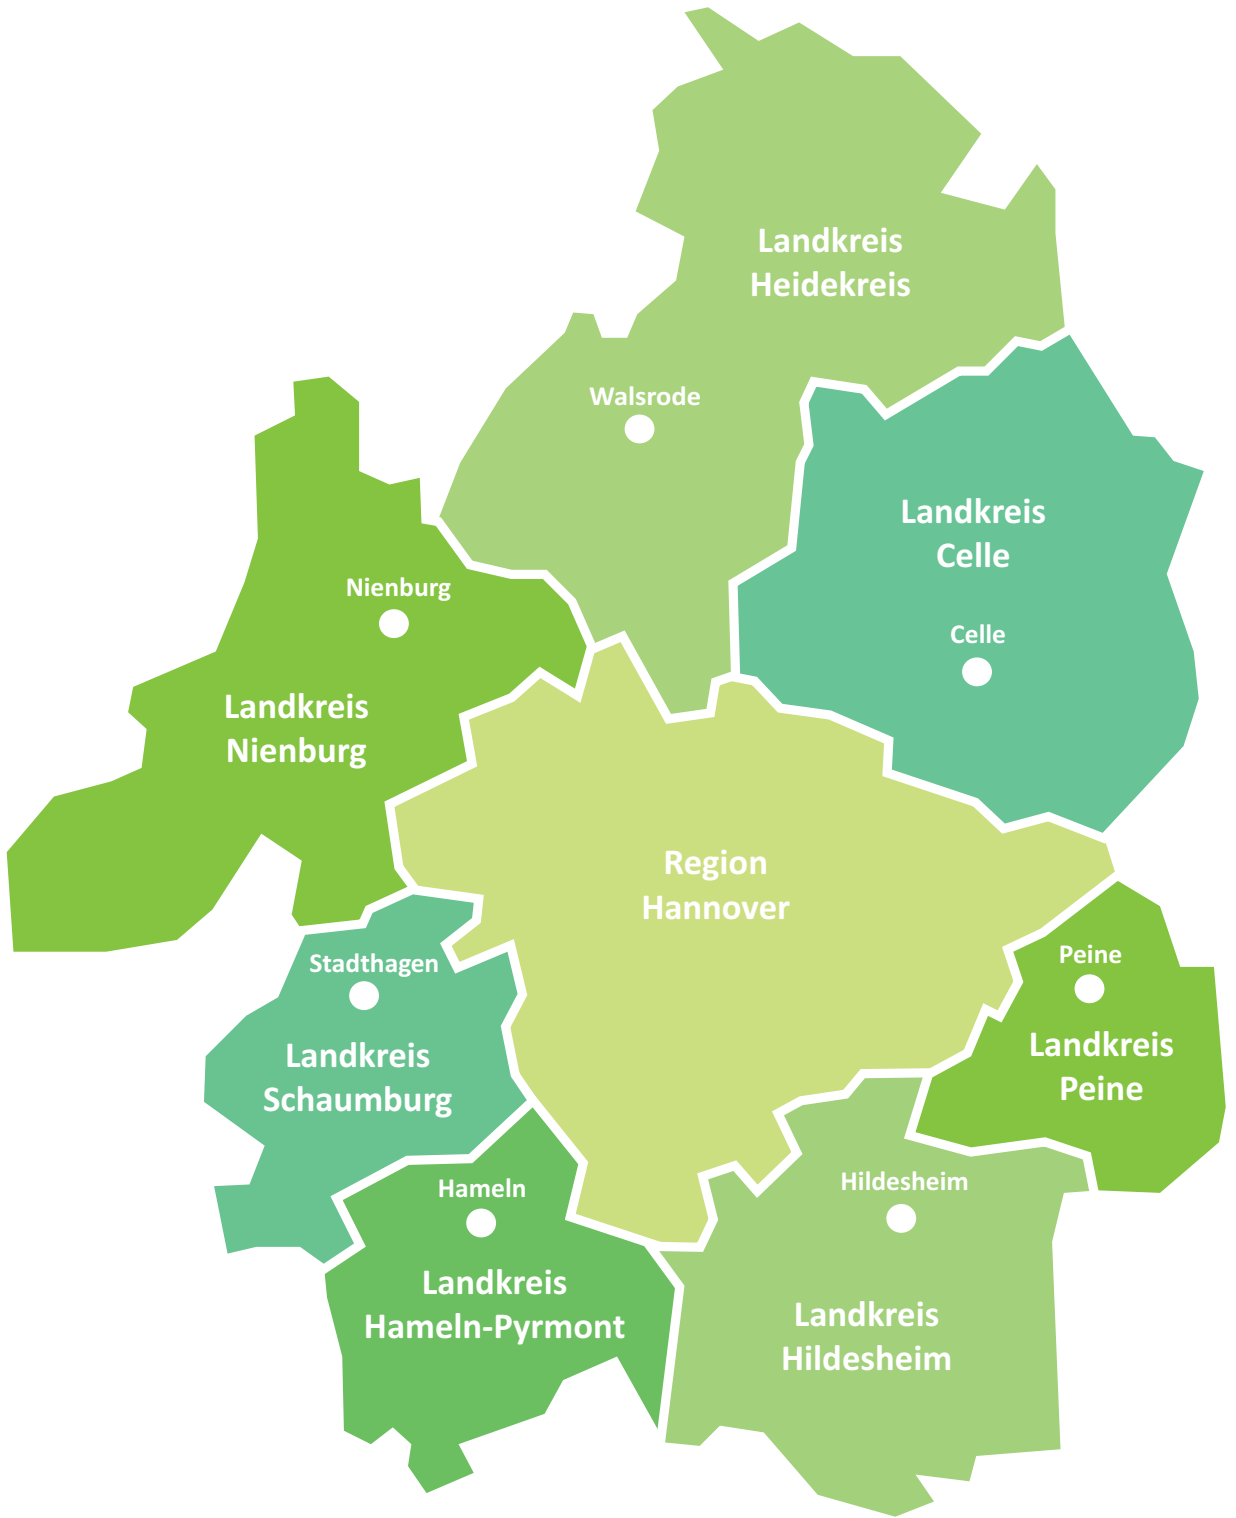 Landkreis
Heidekreis
Walsrode
Landkreis
Celle
Celle
Nienburg
Landkreis
Nienburg
Region
Hannover
Stadthagen
Landkreis
Schaumburg
Peine
Landkreis
Peine
Hameln
Landkreis
Hameln-Pyrmont
Hildesheim
Landkreis
Hildesheim